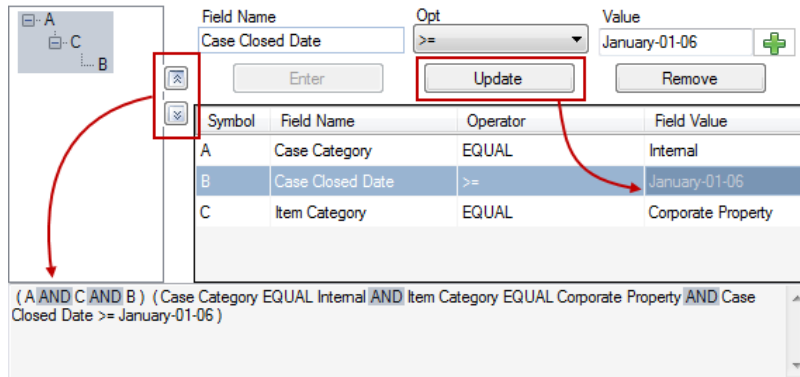 A
C
B
Field Name Opt Value
Case Closed Date >= January-01-06
Enter Update Remove
Symbol Field Name Operator Field Value
A Case Category EQUAL Internal
B Case Closed Date >= January-01-06
C Item Category EQUAL Corporate Property
( A AND C AND B ) ( Case Category EQUAL Internal AND Item Category EQUAL Corporate Property AND Case
Closed Date >= January-01-06 )